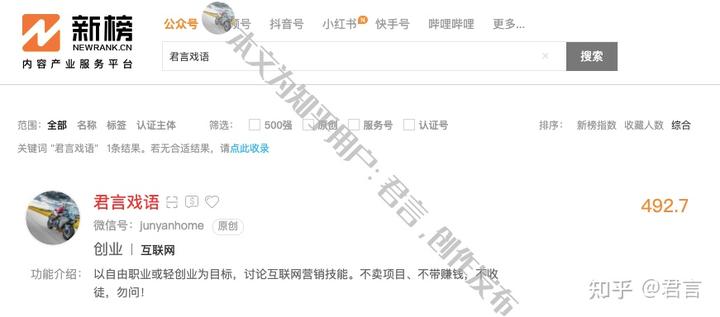 新榜
NEWRANK.CN
内容产业服务平台
公众号 视频号 抖音号 小红书 N 快手号 哔哩哔哩 更多...
君言戏语 × 搜索
范围: 全部 名称 标签 认证主体 筛选: 500强 原创 服务号 认证号 排序: 新榜指数 收藏人数 综合
关键词 "君言戏语" 1条结果。若无合适结果，请点此收录
君言戏语
492.7
微信号: junyanhome 原创
创业 | 互联网
功能介绍: 以自由职业或轻创业为目标，讨论互联网营销技能。不卖项目、不带赚钱，不收
徒，勿问！
本文为知乎用户: 君言 ,创作发布
知乎 @君言